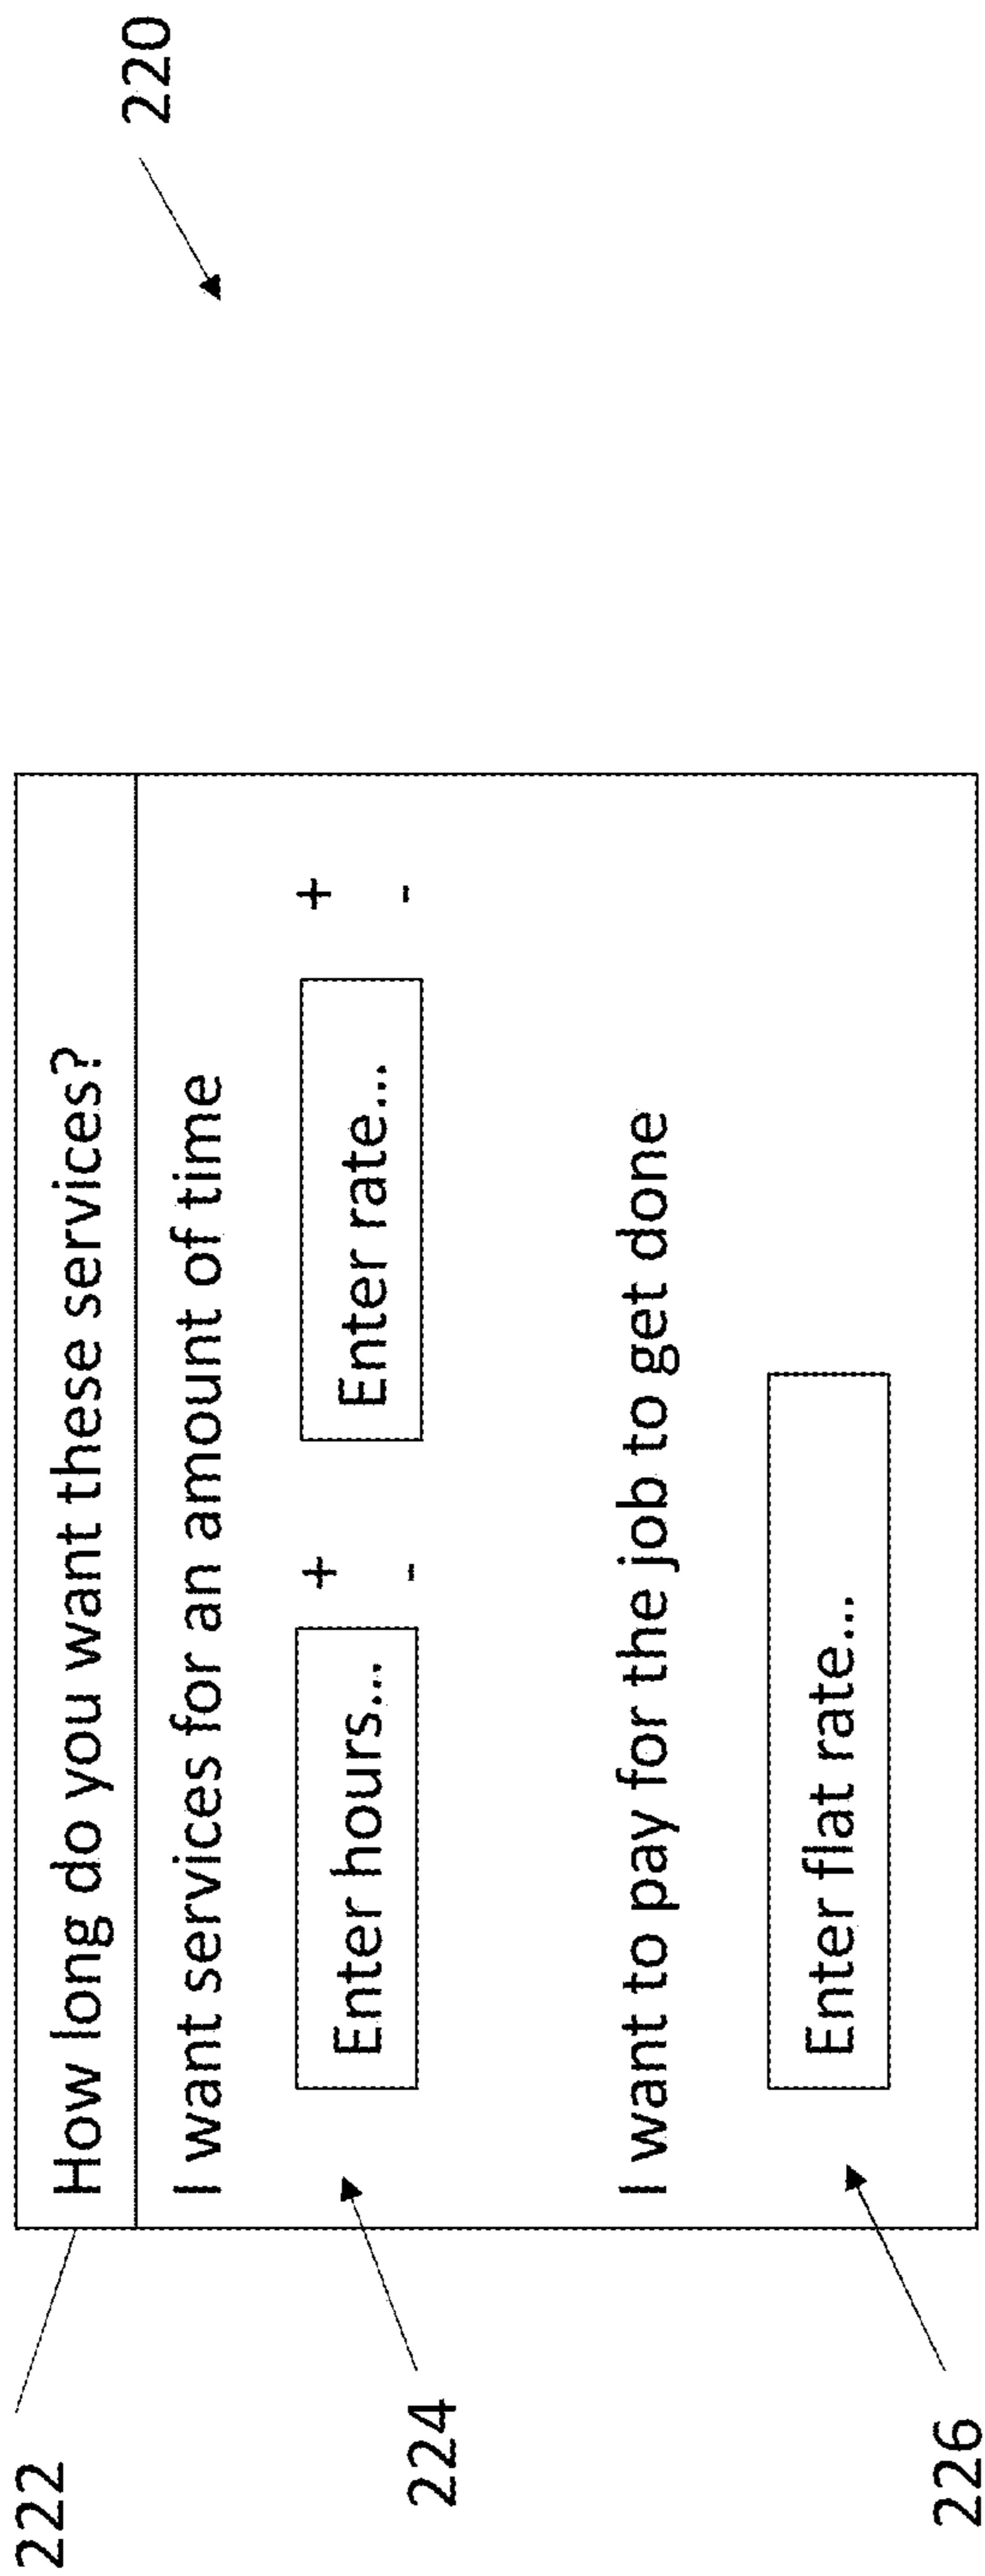 220
222
How long do you want these services?
I want services for an amount of time
224
Enter hours...
+
-
Enter rate...
+
-
I want to pay for the job to get done
226
Enter flat rate...